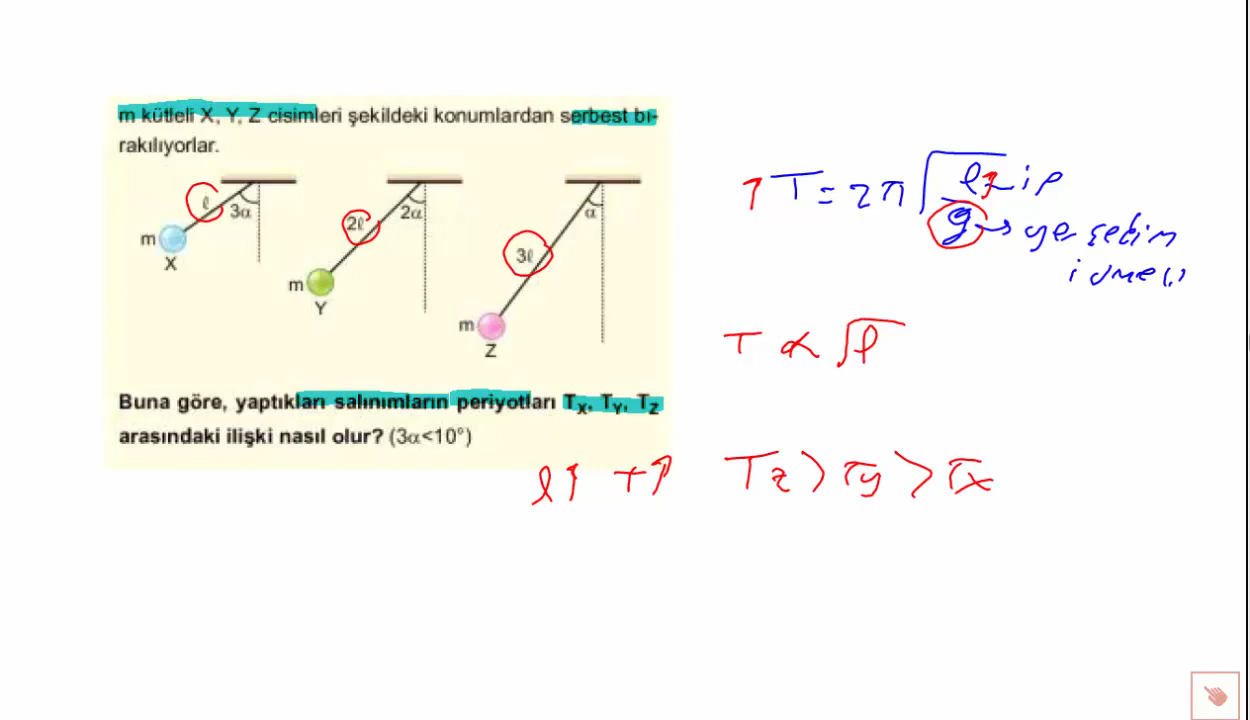 m kütleli X, Y, Z cisimleri şekildeki konumlardan serbest bı-
rakılıyorlar.
ℓ
3α
m
X
2ℓ
2α
m
Y
3ℓ
α
m
Z
Buna göre, yaptıkları salınımların periyotları T_X, T_Y, T_Z
arasındaki ilişki nasıl olur? (3α<10°)
↑ T = 2π √(ℓ↑/g) → ip
g → yer çekim
ivmesi
T ∝ √ℓ
ℓ↑ T↑ Tz > Ty > Tx